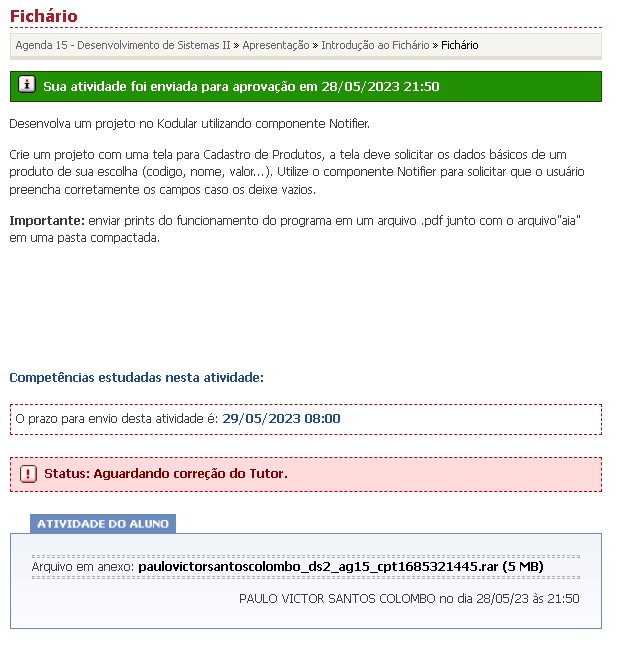 Fichário
Agenda 15 - Desenvolvimento de Sistemas II » Apresentação » Introdução ao Fichário » Fichário
Sua atividade foi enviada para aprovação em 28/05/2023 21:50
Desenvolva um projeto no Kodular utilizando componente Notifier.
Crie um projeto com uma tela para Cadastro de Produtos, a tela deve solicitar os dados básicos de um
produto de sua escolha (codigo, nome, valor...). Utilize o componente Notifier para solicitar que o usuário
preencha corretamente os campos caso os deixe vazios.
Importante: enviar prints do funcionamento do programa em um arquivo .pdf junto com o arquivo"aia"
em uma pasta compactada.
Competências estudadas nesta atividade:
O prazo para envio desta atividade é: 29/05/2023 08:00
Status: Aguardando correção do Tutor.
ATIVIDADE DO ALUNO
Arquivo em anexo: paulovictorsantoscolombo_ds2_ag15_cpt1685321445.rar (5 MB)
PAULO VICTOR SANTOS COLOMBO no dia 28/05/23 às 21:50